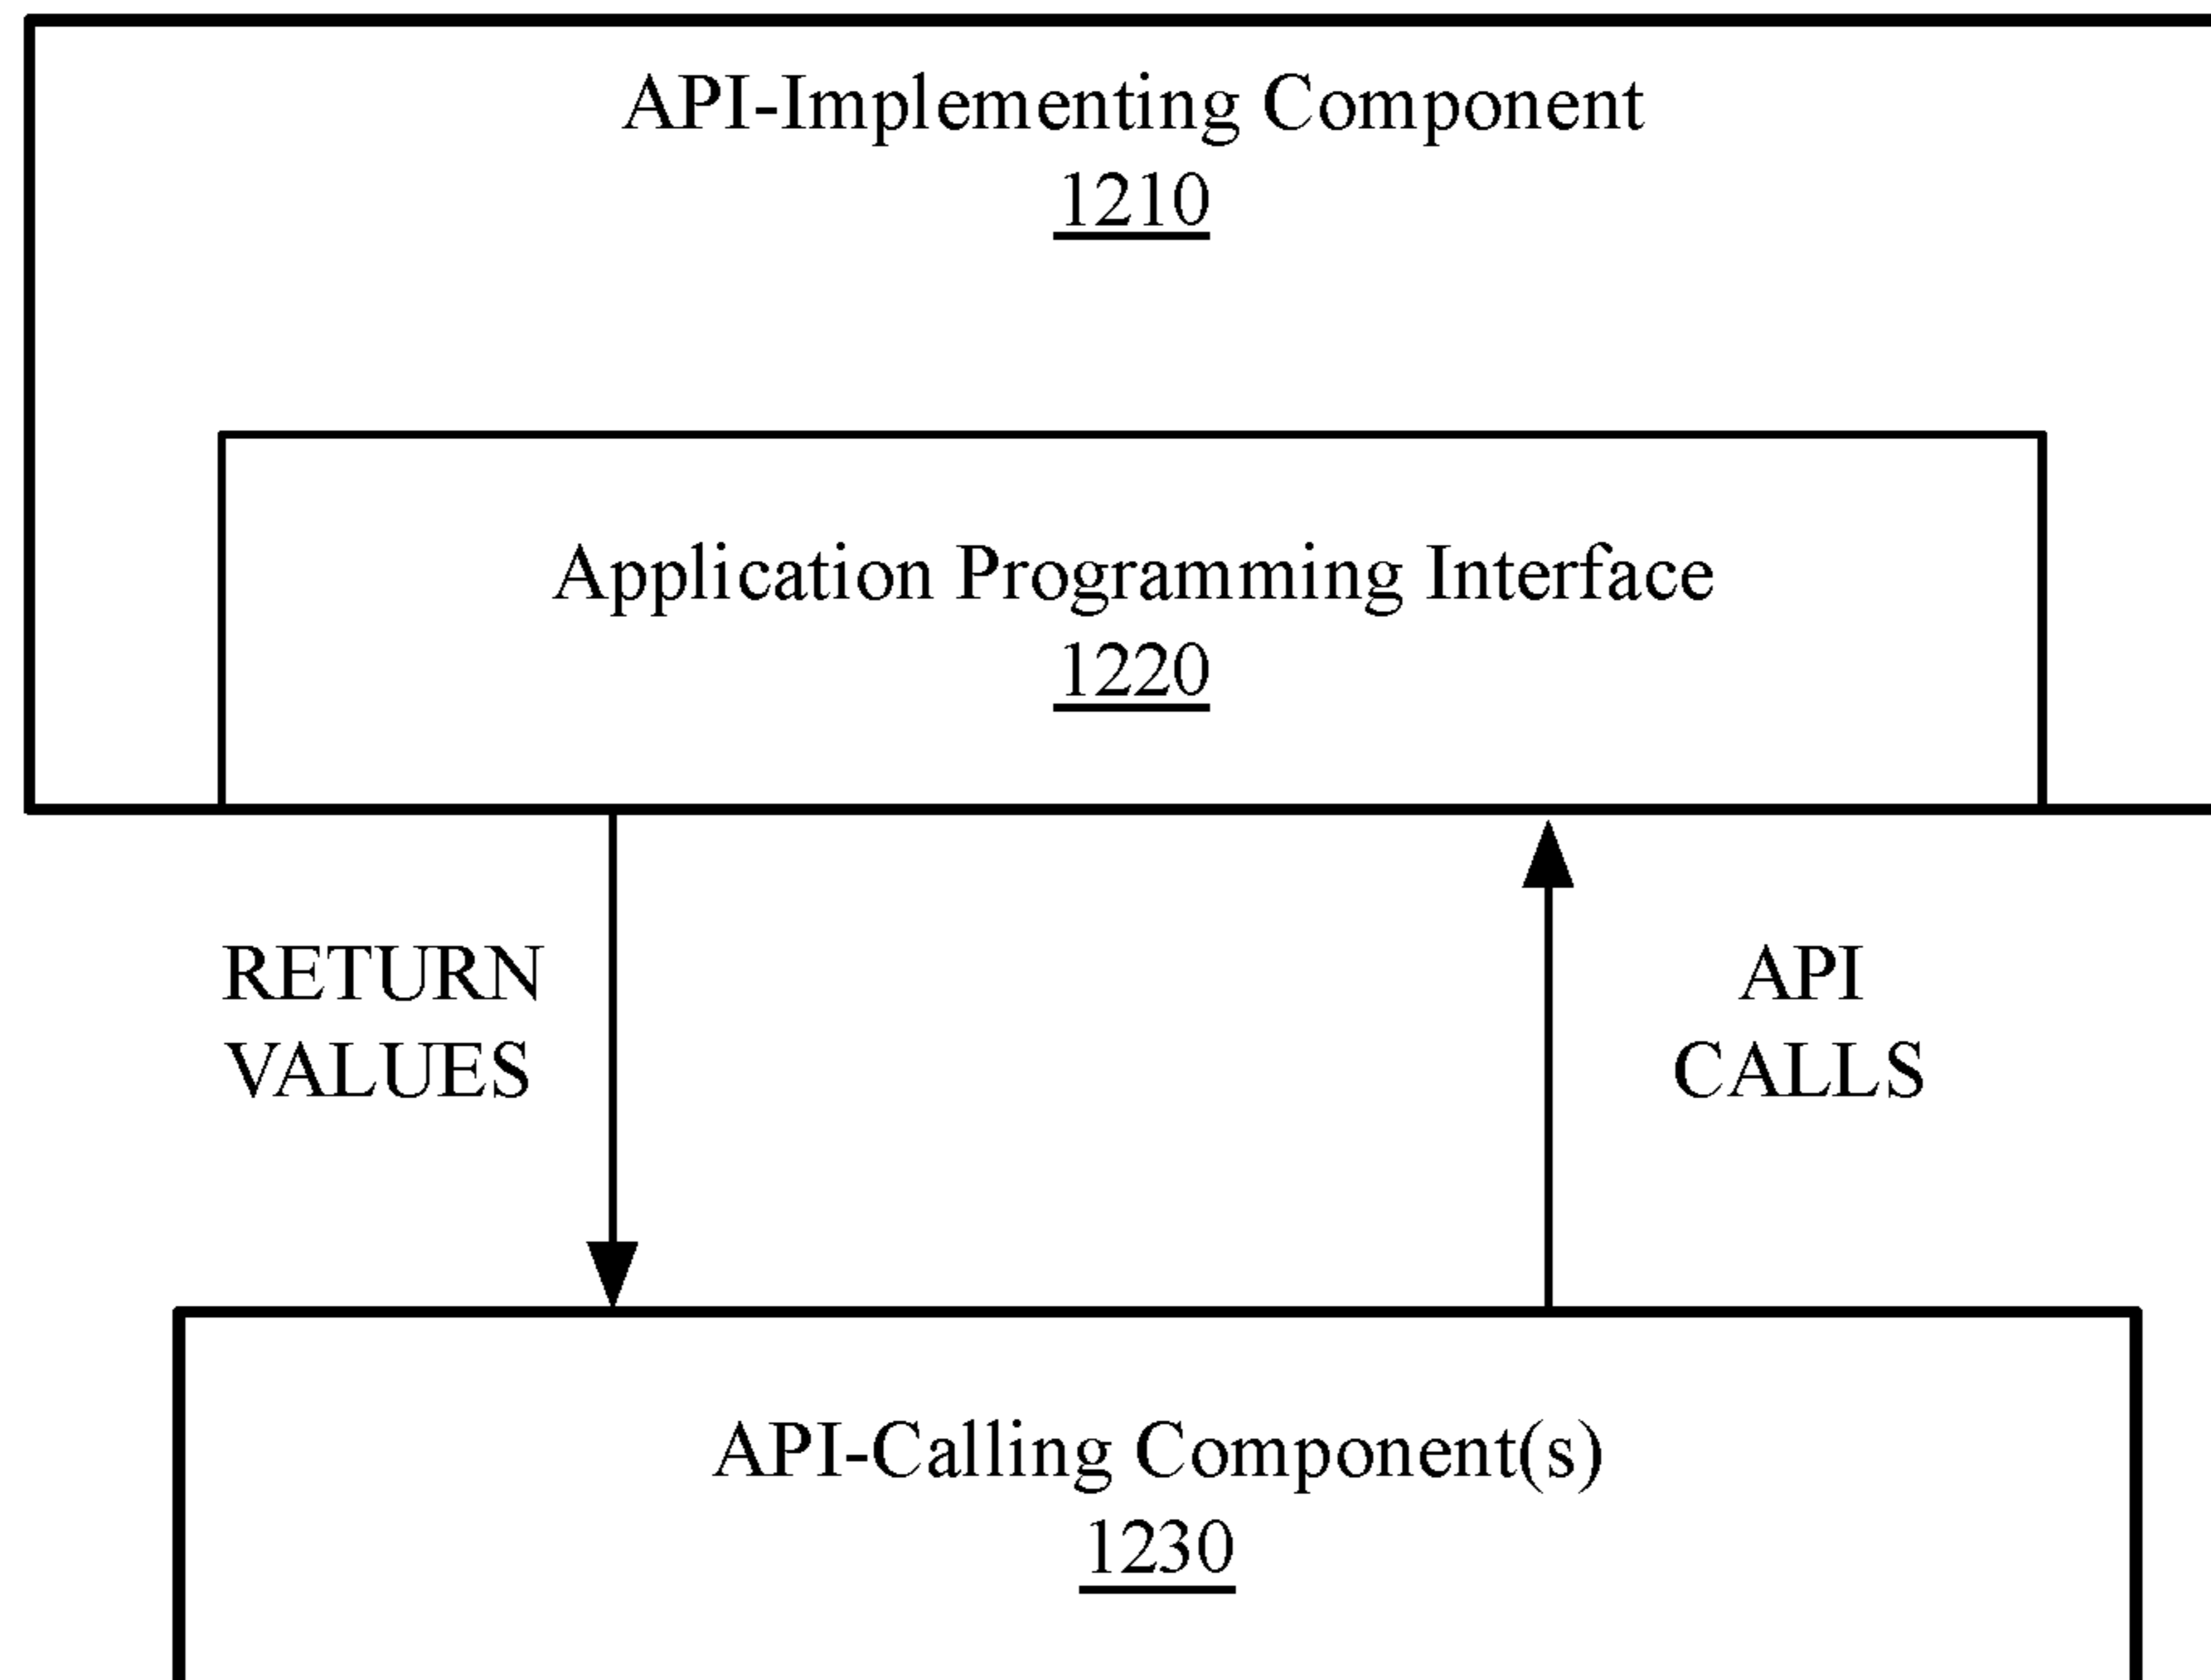 API-Implementing Component
1210
Application Programming Interface
1220
RETURN
VALUES
API
CALLS
API-Calling Component(s)
1230